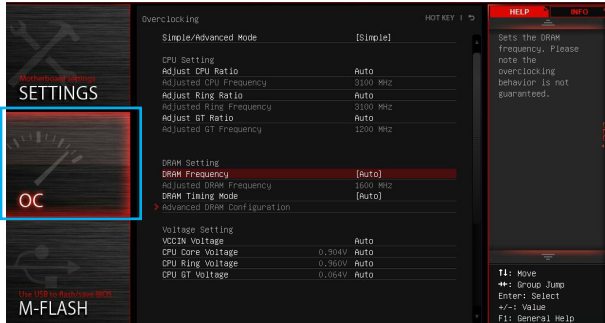 Overclocking
HOT KEY
HELP
INFO
Simple/Advanced Mode [Simple]
CPU Setting
Adjust CPU Ratio Auto
Adjusted CPU Frequency 3100 MHz
Adjust Ring Ratio Auto
Adjusted Ring Frequency 3100 MHz
Adjust GT Ratio Auto
Adjusted GT Frequency 1200 MHz
DRAM Setting
DRAM Frequency [Auto]
Adjusted DRAM Frequency 1600 MHz
DRAM Timing Mode [Auto]
> Advanced DRAM Configuration
Voltage Setting
VCCIN Voltage Auto
CPU Core Voltage 0.904V Auto
CPU Ring Voltage 0.960V Auto
CPU GT Voltage 0.064V Auto
Motherboard settings
SETTINGS
OC
Use USB to flash/save BIOS
M-FLASH
Sets the DRAM
frequency. Please
note the
overclocking
behavior is not
guaranteed.
↑↓: Move
→←: Group Jump
Enter: Select
+/-: Value
F1: General Help